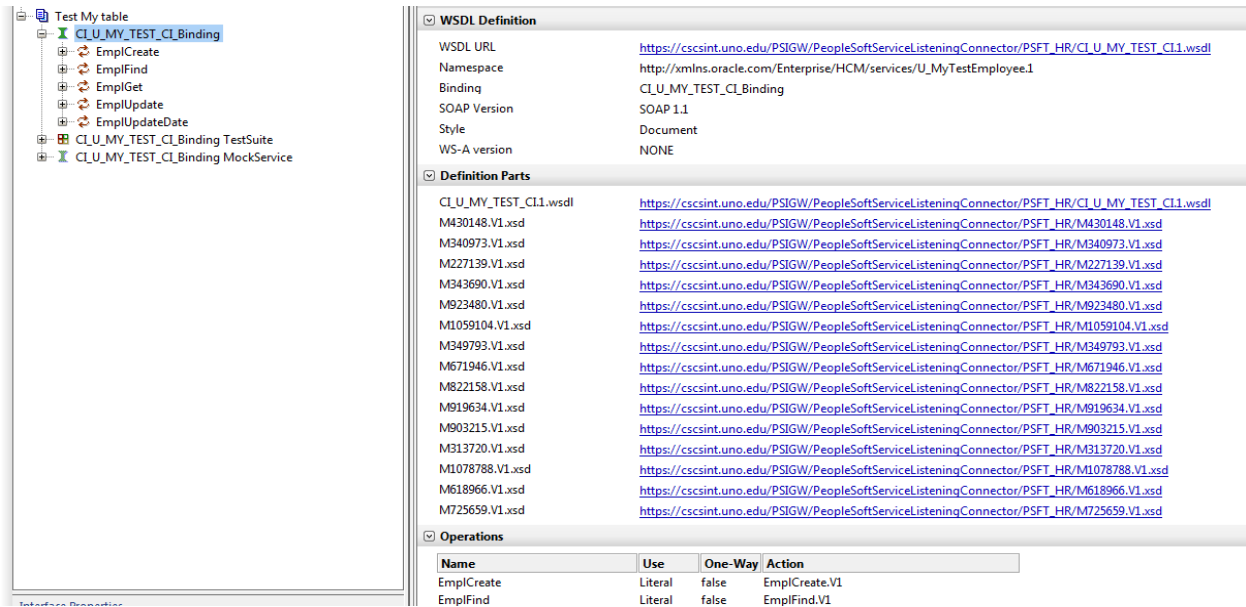 Test My table
CI_U_MY_TEST_CI_Binding
EmplCreate
EmplFind
EmplGet
EmplUpdate
EmplUpdateDate
CI_U_MY_TEST_CI_Binding TestSuite
CI_U_MY_TEST_CI_Binding MockService
Interface Properties
WSDL Definition
WSDL URL https://cscsint.uno.edu/PSIGW/PeopleSoftServiceListeningConnector/PSFT_HR/CI_U_MY_TEST_CI.1.wsdl
Namespace http://xmlns.oracle.com/Enterprise/HCM/services/U_MyTestEmployee.1
Binding CI_U_MY_TEST_CI_Binding
SOAP Version SOAP 1.1
Style Document
WS-A version NONE
Definition Parts
CI_U_MY_TEST_CI.1.wsdl https://cscsint.uno.edu/PSIGW/PeopleSoftServiceListeningConnector/PSFT_HR/CI_U_MY_TEST_CI.1.wsdl
M430148.V1.xsd https://cscsint.uno.edu/PSIGW/PeopleSoftServiceListeningConnector/PSFT_HR/M430148.V1.xsd
M340973.V1.xsd https://cscsint.uno.edu/PSIGW/PeopleSoftServiceListeningConnector/PSFT_HR/M340973.V1.xsd
M227139.V1.xsd https://cscsint.uno.edu/PSIGW/PeopleSoftServiceListeningConnector/PSFT_HR/M227139.V1.xsd
M343690.V1.xsd https://cscsint.uno.edu/PSIGW/PeopleSoftServiceListeningConnector/PSFT_HR/M343690.V1.xsd
M923480.V1.xsd https://cscsint.uno.edu/PSIGW/PeopleSoftServiceListeningConnector/PSFT_HR/M923480.V1.xsd
M1059104.V1.xsd https://cscsint.uno.edu/PSIGW/PeopleSoftServiceListeningConnector/PSFT_HR/M1059104.V1.xsd
M349793.V1.xsd https://cscsint.uno.edu/PSIGW/PeopleSoftServiceListeningConnector/PSFT_HR/M349793.V1.xsd
M671946.V1.xsd https://cscsint.uno.edu/PSIGW/PeopleSoftServiceListeningConnector/PSFT_HR/M671946.V1.xsd
M822158.V1.xsd https://cscsint.uno.edu/PSIGW/PeopleSoftServiceListeningConnector/PSFT_HR/M822158.V1.xsd
M919634.V1.xsd https://cscsint.uno.edu/PSIGW/PeopleSoftServiceListeningConnector/PSFT_HR/M919634.V1.xsd
M903215.V1.xsd https://cscsint.uno.edu/PSIGW/PeopleSoftServiceListeningConnector/PSFT_HR/M903215.V1.xsd
M313720.V1.xsd https://cscsint.uno.edu/PSIGW/PeopleSoftServiceListeningConnector/PSFT_HR/M313720.V1.xsd
M1078788.V1.xsd https://cscsint.uno.edu/PSIGW/PeopleSoftServiceListeningConnector/PSFT_HR/M1078788.V1.xsd
M618966.V1.xsd https://cscsint.uno.edu/PSIGW/PeopleSoftServiceListeningConnector/PSFT_HR/M618966.V1.xsd
M725659.V1.xsd https://cscsint.uno.edu/PSIGW/PeopleSoftServiceListeningConnector/PSFT_HR/M725659.V1.xsd
Operations
Name Use One-Way Action
EmplCreate Literal false EmplCreate.V1
EmplFind Literal false EmplFind.V1